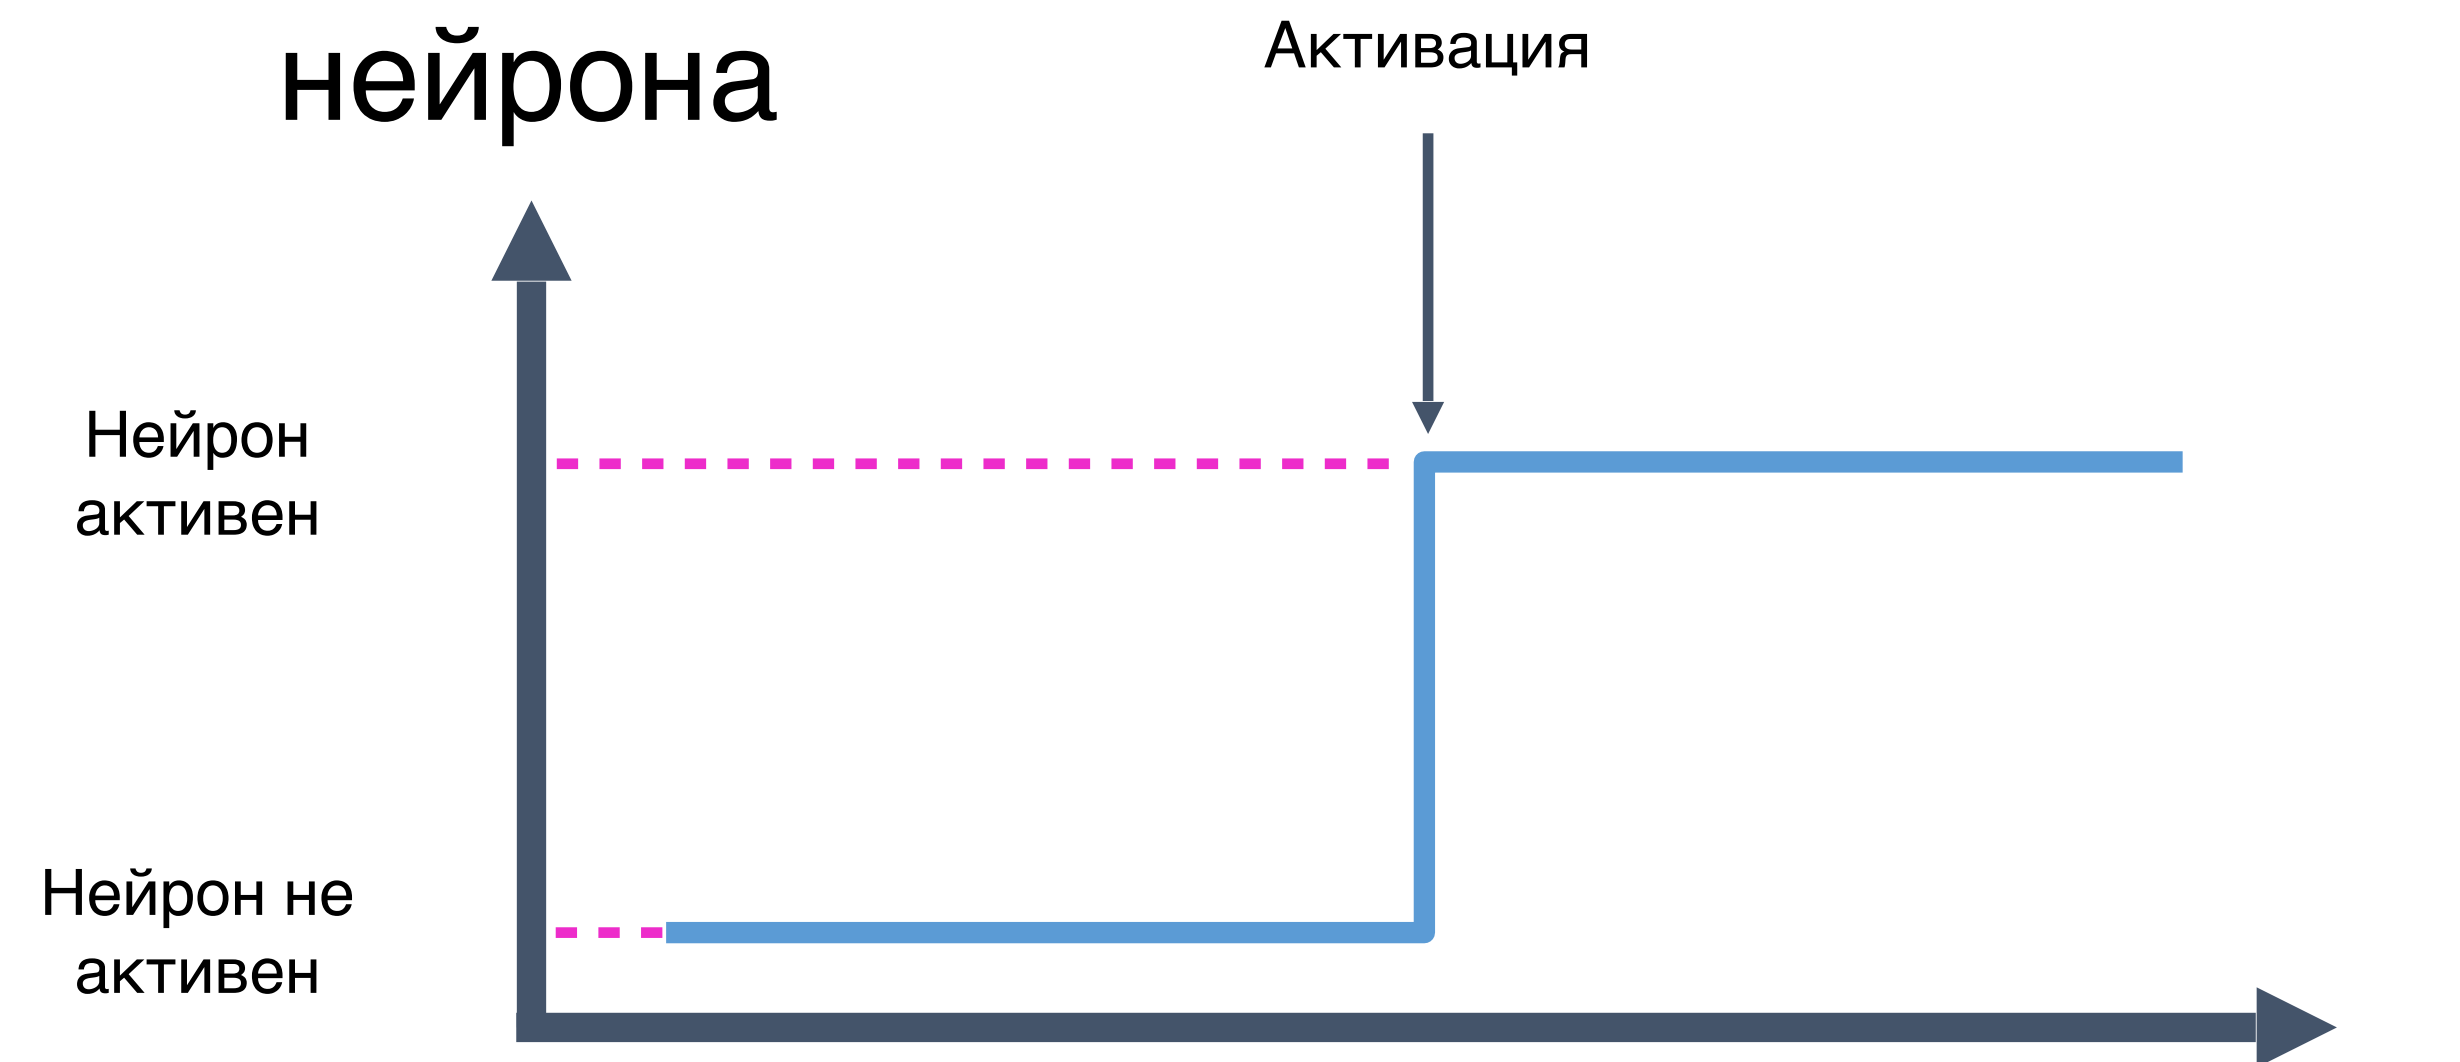 нейрона
Активация
Нейрон
активен
Нейрон не
активен